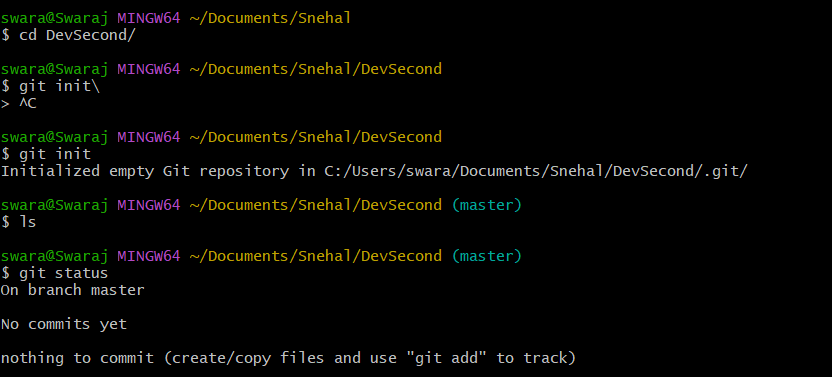 swara@Swaraj MINGW64 ~/Documents/Snehal
$ cd DevSecond/
swara@Swaraj MINGW64 ~/Documents/Snehal/DevSecond
$ git init\
> ^C
swara@Swaraj MINGW64 ~/Documents/Snehal/DevSecond
$ git init
Initialized empty Git repository in C:/Users/swara/Documents/Snehal/DevSecond/.git/
swara@Swaraj MINGW64 ~/Documents/Snehal/DevSecond (master)
$ ls
swara@Swaraj MINGW64 ~/Documents/Snehal/DevSecond (master)
$ git status
On branch master
No commits yet
nothing to commit (create/copy files and use "git add" to track)